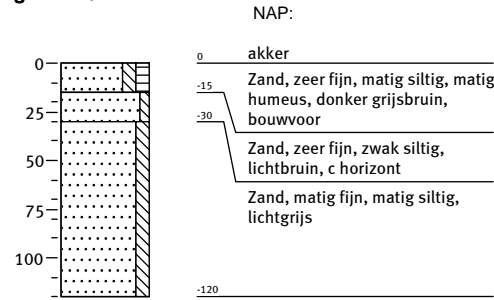 NAP:
0
akker
0
-15
Zand, zeer fijn, matig siltig, matig
humeus, donker grijsbruin,
bouwvoor
25
-30
Zand, zeer fijn, zwak siltig,
lichtbruin, c horizont
50
Zand, matig fijn, matig siltig,
lichtgrijs
75
100
-120